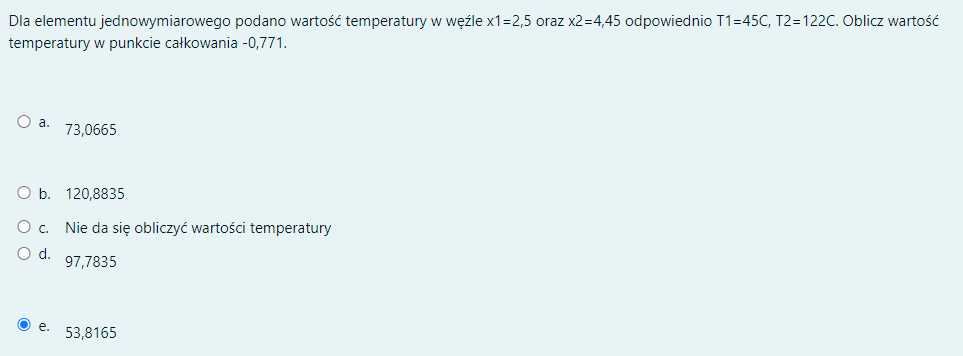 Dla elementu jednowymiarowego podano wartość temperatury w węźle x1=2,5 oraz x2=4,45 odpowiednio T1=45C, T2=122C. Oblicz wartość
temperatury w punkcie całkowania -0,771.
a. 73,0665
b. 120,8835
c. Nie da się obliczyć wartości temperatury
d. 97,7835
e. 53,8165